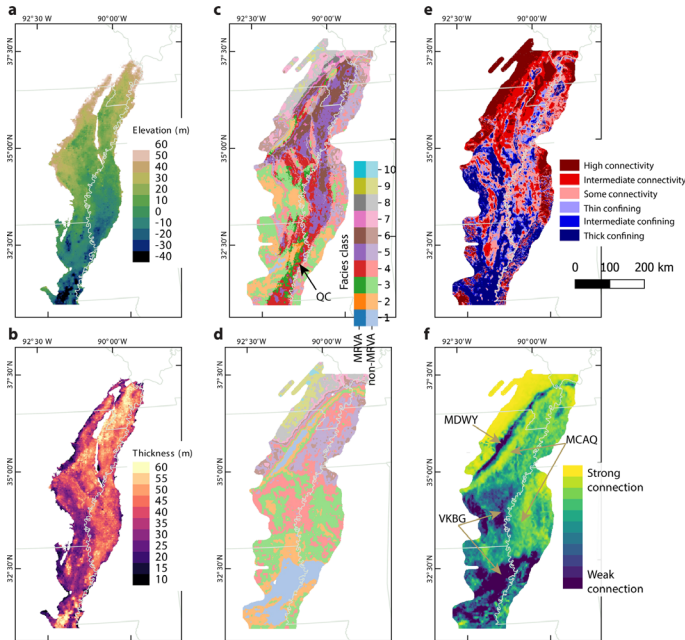 a
92° 30' W
90° 00' W
37° 30' N
35° 00' N
32° 30' N
Elevation (m)
60
50
40
30
20
10
0
-10
-20
-30
-40
c
92° 30' W
90° 00' W
37° 30' N
35° 00' N
32° 30' N
QC
Facies class
10
9
8
7
6
5
4
3
2
1
MRVA
non-MRVA
e
92° 30' W
90° 00' W
37° 30' N
35° 00' N
32° 30' N
High connectivity
Intermediate connectivity
Some connectivity
Thin confining
Intermediate confining
Thick confining
0 100 200 km
b
92° 30' W
90° 00' W
37° 30' N
35° 00' N
32° 30' N
Thickness (m)
60
55
50
45
40
35
30
25
20
15
10
d
92° 30' W
90° 00' W
37° 30' N
35° 00' N
32° 30' N
f
92° 30' W
90° 00' W
37° 30' N
35° 00' N
32° 30' N
MDWY
MCAQ
VKBG
Strong
connection
Weak
connection